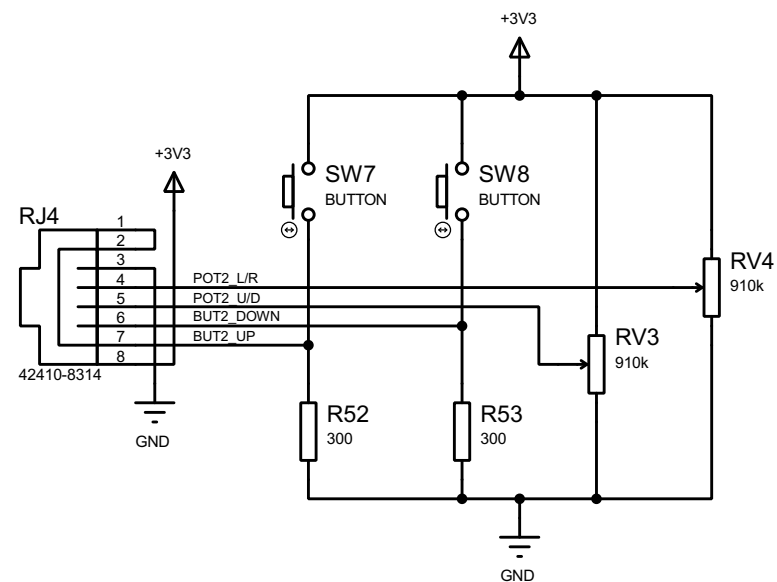 +3V3
+3V3
SW7
BUTTON
SW8
BUTTON
RJ4
1
2
3
4
5
6
7
8
POT2_L/R
POT2_U/D
BUT2_DOWN
BUT2_UP
42410-8314
GND
RV4
910k
RV3
910k
R52
300
R53
300
GND